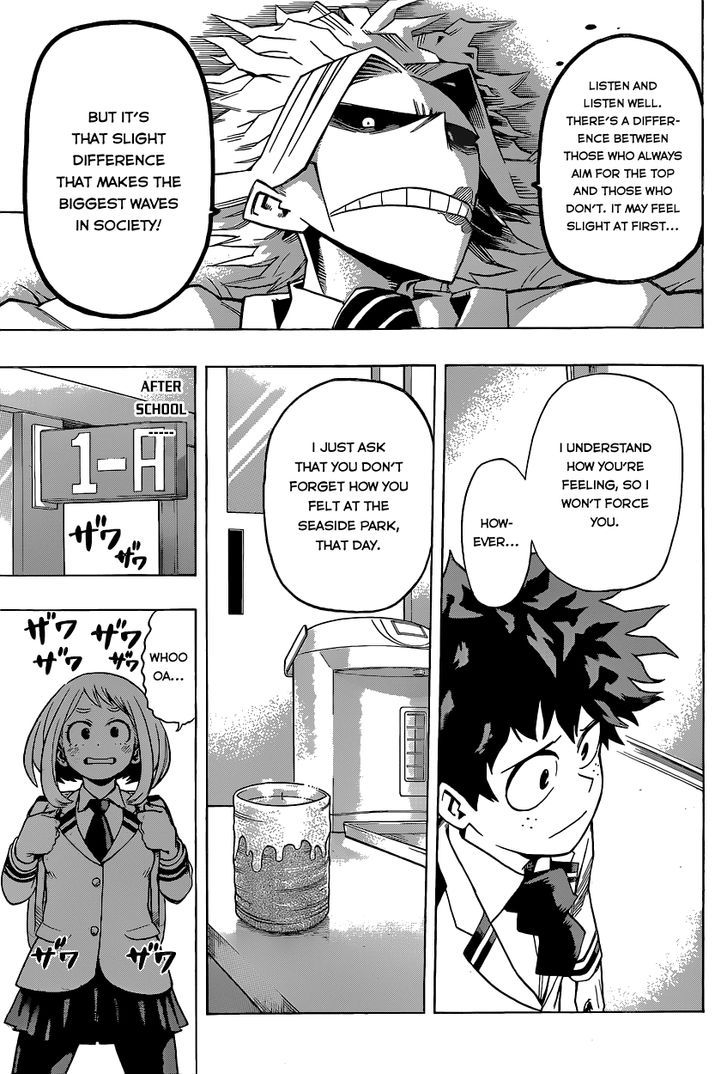 LISTEN AND
LISTEN WELL.
THERE'S A DIFFER-
ENCE BETWEEN
THOSE WHO ALWAYS
AIM FOR THE TOP
AND THOSE WHO
DON'T. IT MAY FEEL
SLIGHT AT FIRST...
BUT IT'S
THAT SLIGHT
DIFFERENCE
THAT MAKES THE
BIGGEST WAVES
IN SOCIETY!
I UNDERSTAND
HOW YOU'RE
FEELING, SO I
WON'T FORCE
YOU.
HOW-
EVER...
I JUST ASK
THAT YOU DON'T
FORGET HOW YOU
FELT AT THE
SEASIDE PARK,
THAT DAY.
AFTER
SCHOOL
1-A
ザワ
ザワ
ザワ
ザワ
ザワ
ザワ
WHOO
OA...
ザワ
ザワ